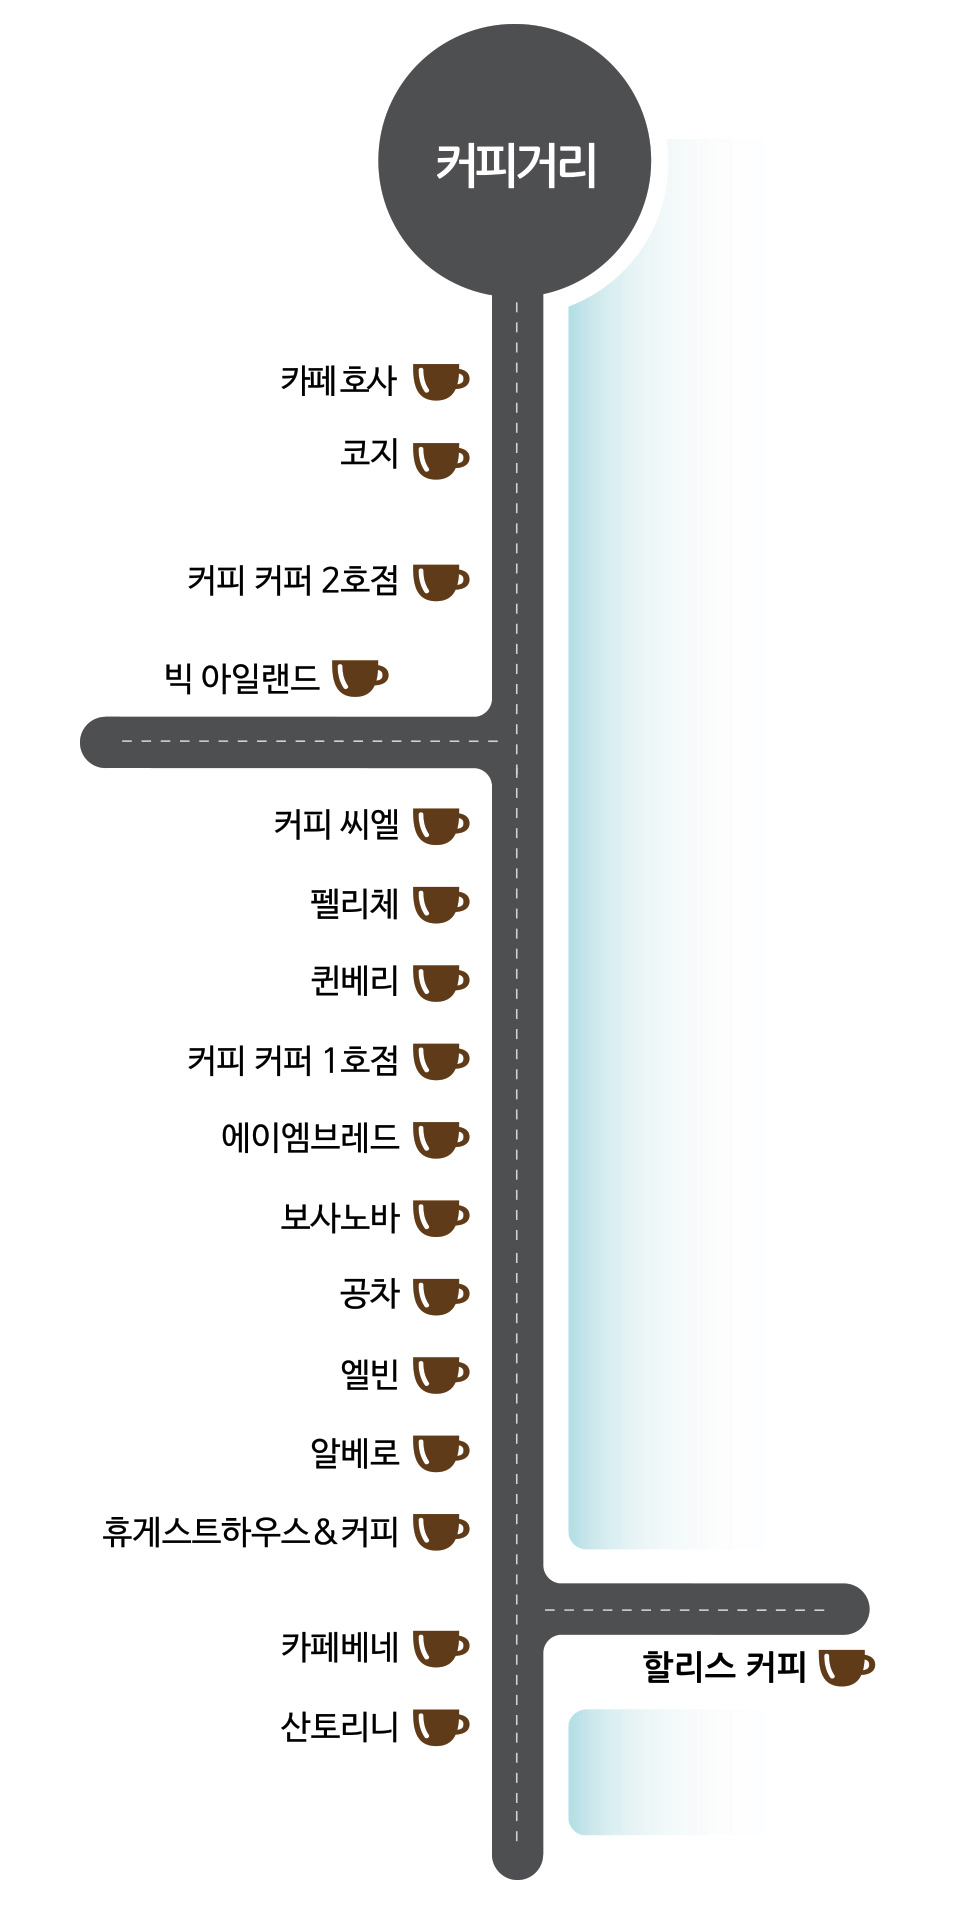 커피거리
카페 호사
코지
커피 커퍼 2호점
빅 아일랜드
커피 씨엘
펠리체
퀸베리
커피 커퍼 1호점
에이엠브레드
보사노바
공차
엘빈
알베로
휴게스트하우스&커피
카페베네
할리스 커피
산토리니